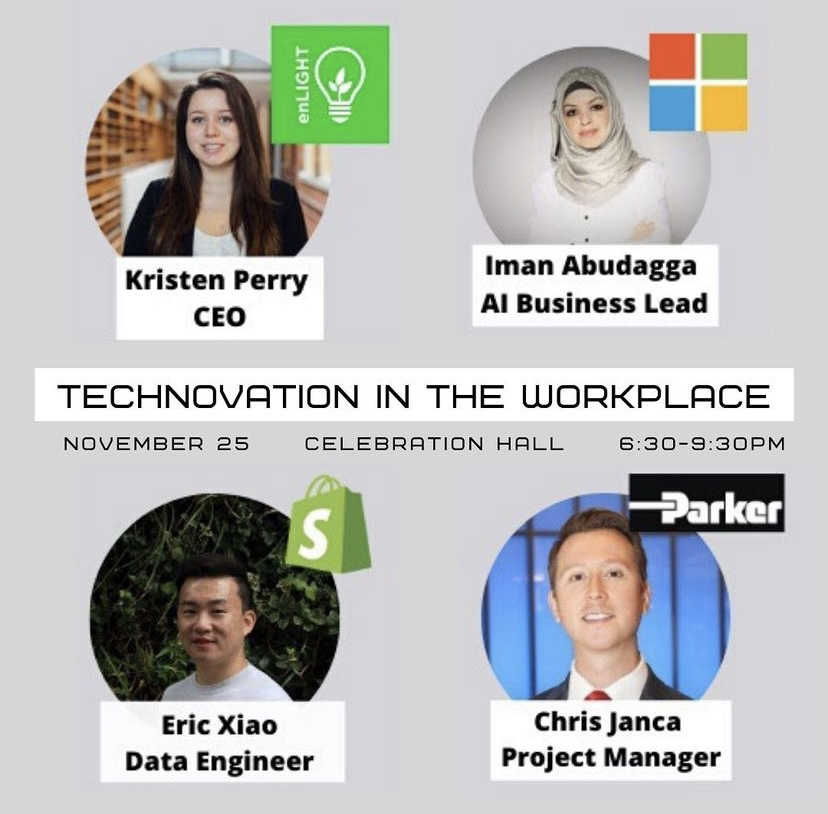 enLIGHT
Kristen Perry
CEO
Iman Abudagga
AI Business Lead
TECHNOVATION IN THE WORKPLACE
NOVEMBER 25 CELEBRATION HALL 6:30-9:30PM
S
Eric Xiao
Data Engineer
Parker
Chris Janca
Project Manager